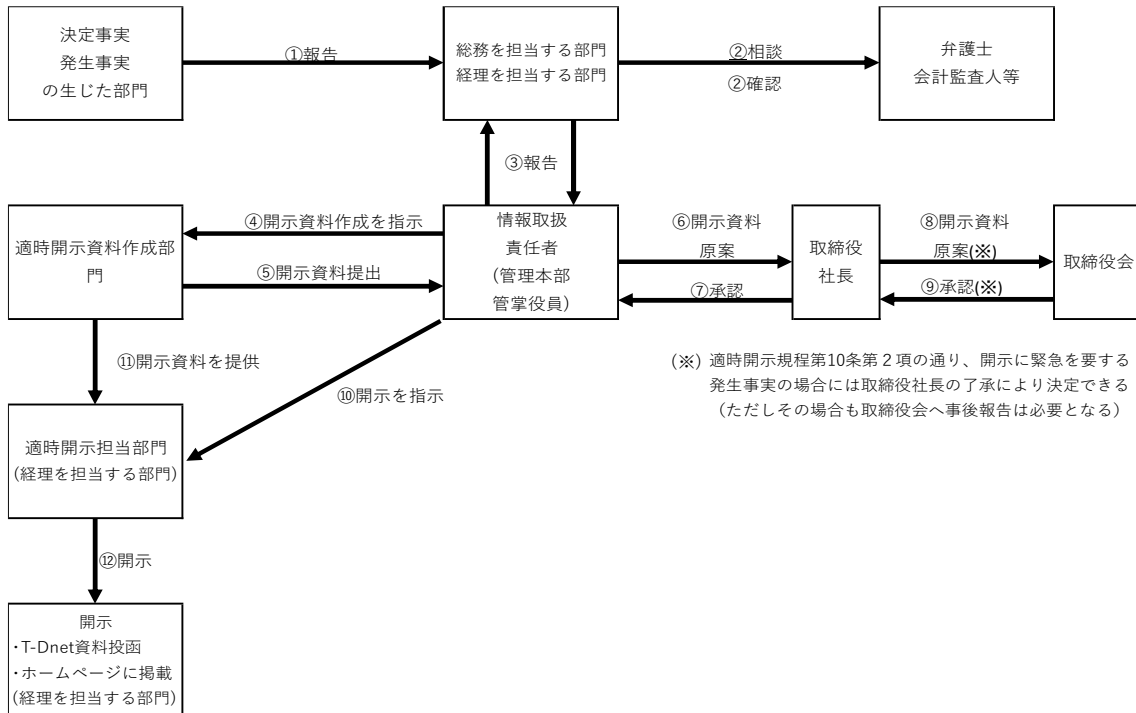 決定事実
発生事実
の生じた部門
①報告
総務を担当する部門
経理を担当する部門
②相談
②確認
弁護士
会計監査人等
③報告
適時開示資料作成部
門
④開示資料作成を指示
⑤開示資料提出
情報取扱
責任者
(管理本部
管掌役員)
⑥開示資料
原案
⑦承認
取締役
社長
⑧開示資料
原案(※)
⑨承認(※)
取締役会
⑪開示資料を提供
⑩開示を指示
(※) 適時開示規程第10条第２項の通り、開示に緊急を要する
発生事実の場合には取締役社長の了承により決定できる
（ただしその場合も取締役会へ事後報告は必要となる）
適時開示担当部門
(経理を担当する部門)
⑫開示
開示
・T-Dnet資料投函
・ホームページに掲載
(経理を担当する部門)